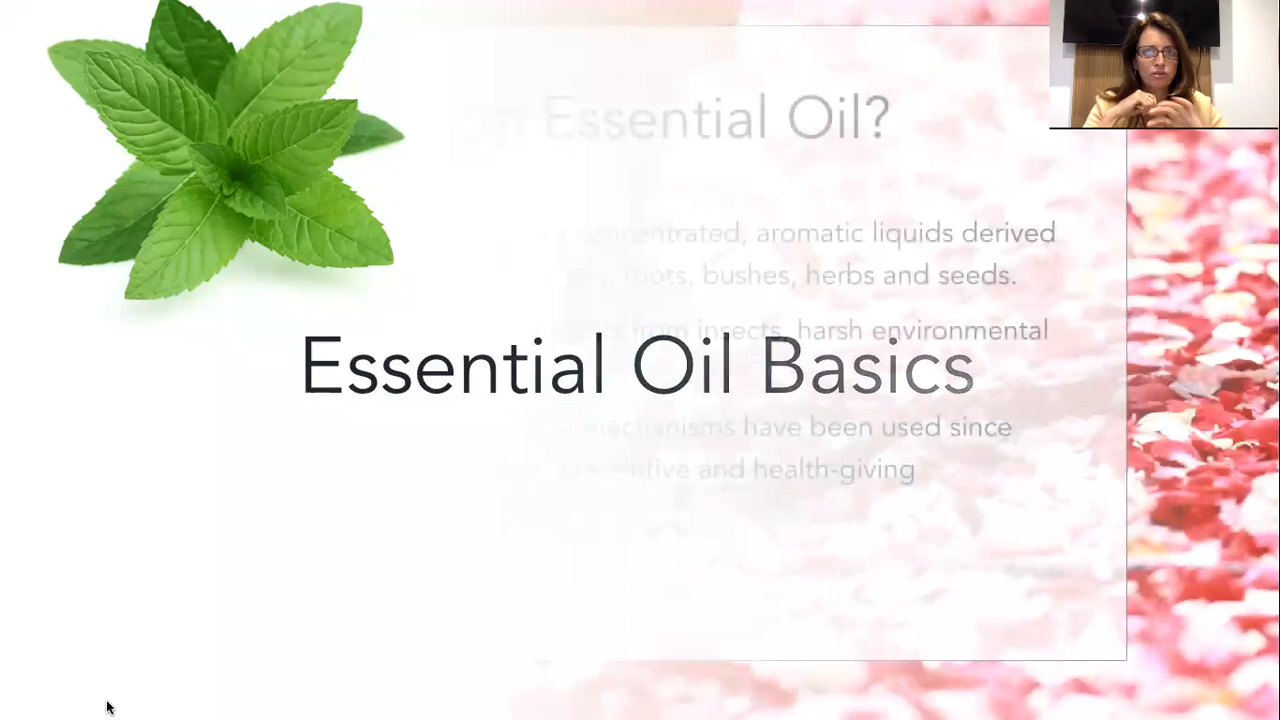 Essential Oil?
concentrated, aromatic liquids derived
roots, bushes, herbs and seeds.
from insects, harsh environmental
Essential Oil Basics
mechanisms have been used since
and health-giving